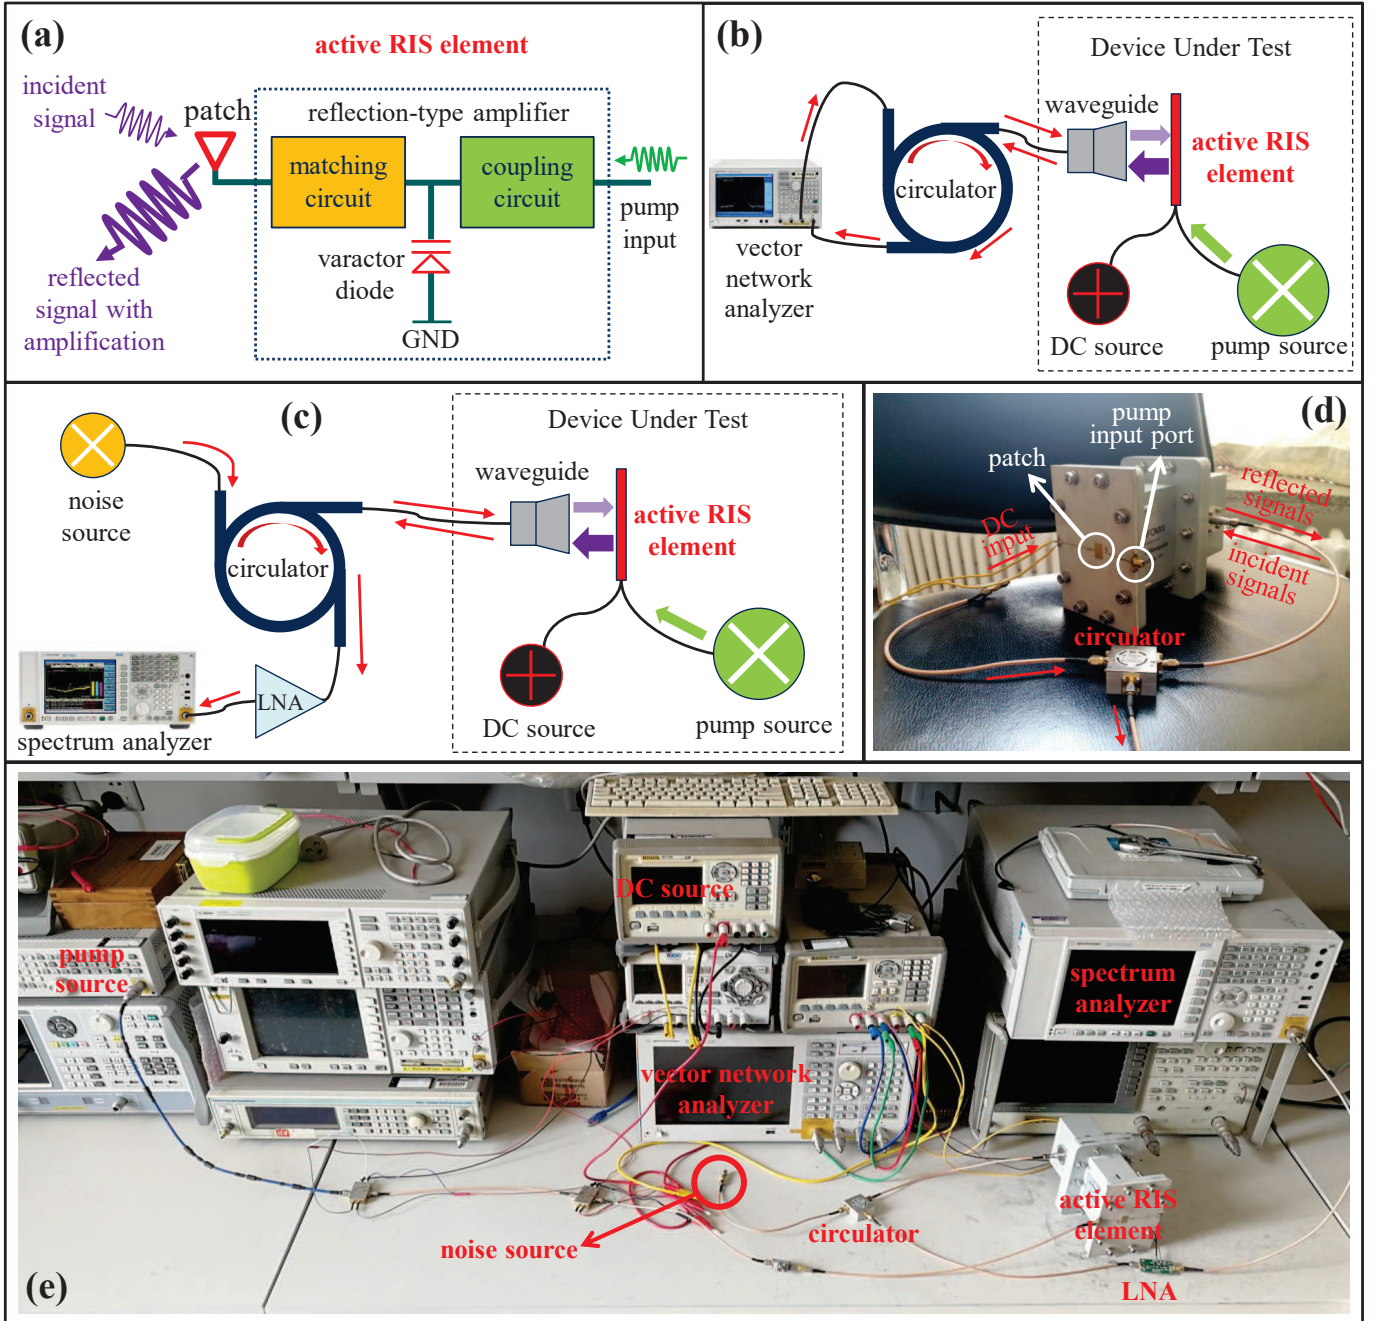 (a)
active RIS element
incident
signal
patch
reflection-type amplifier
matching
circuit
coupling
circuit
pump
input
varactor
diode
GND
reflected
signal with
amplification
(b)
Device Under Test
waveguide
active RIS
element
circulator
vector
network
analyzer
DC source
pump source
(c)
Device Under Test
noise
source
waveguide
active RIS
element
circulator
LNA
spectrum analyzer
DC source
pump source
(d)
pump
input port
patch
DC
input
reflected
signals
incident
signals
circulator
pump
source
DC source
RIGOL
spectrum
analyzer
vector network
analyzer
noise source
circulator
active RIS
element
LNA
(e)